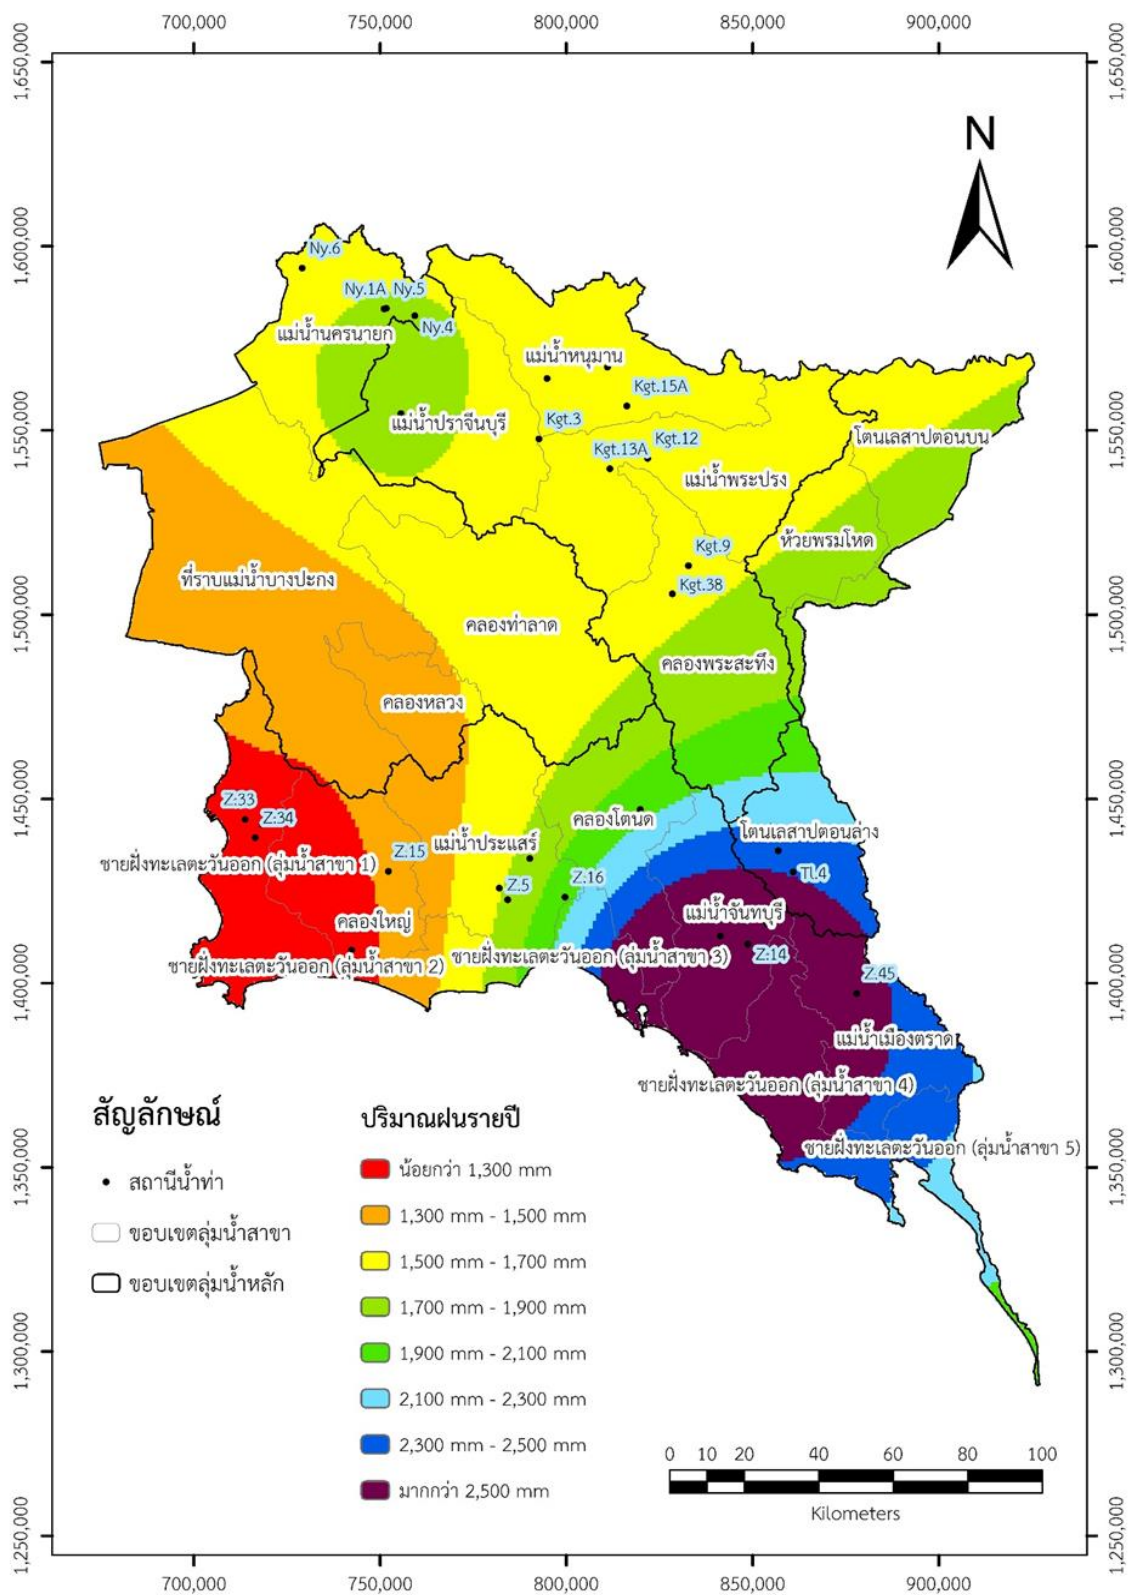 700,000 750,000 800,000 850,000 900,000
1,650,000 1,650,000
N
1,600,000 1,600,000
Ny.6
Ny.1A Ny.5
Ny.4
แม่น้ำนครนายก
แม่น้ำหนุมาน
Kgt.15A
Kgt.3
แม่น้ำปราจีนบุรี
1,550,000 1,550,000
โตนเลสาปตอนบน
Kgt.13A Kgt.12
แม่น้ำพระปรง
Kgt.9
ห้วยพรมโหด
ที่ราบแม่น้ำบางปะกง
Kgt.38
1,500,000 1,500,000
คลองท่าลาด
คลองพระสะทึง
คลองหลวง
1,450,000 1,450,000
Z.33
Z.34
คลองโตนด
โตนเลสาปตอนล่าง
แม่น้ำประแสร์
ชายฝั่งทะเลตะวันออก (ลุ่มน้ำสาขา 1)
Z.15
Tl.4
Z.5
Z.16
แม่น้ำจันทบุรี
คลองใหญ่
ชายฝั่งทะเลตะวันออก (ลุ่มน้ำสาขา 2)
ชายฝั่งทะเลตะวันออก (ลุ่มน้ำสาขา 3)
Z.14
Z.45
1,400,000 1,400,000
แม่น้ำเมืองตราด
ชายฝั่งทะเลตะวันออก (ลุ่มน้ำสาขา 4)
ชายฝั่งทะเลตะวันออก (ลุ่มน้ำสาขา 5)
1,350,000 1,350,000
สัญลักษณ์
สถานีน้ำท่า
ขอบเขตลุ่มน้ำสาขา
ขอบเขตลุ่มน้ำหลัก
ปริมาณฝนรายปี
น้อยกว่า 1,300 mm
1,300 mm - 1,500 mm
1,500 mm - 1,700 mm
1,700 mm - 1,900 mm
1,900 mm - 2,100 mm
2,100 mm - 2,300 mm
2,300 mm - 2,500 mm
มากกว่า 2,500 mm
1,300,000 1,300,000
0 10 20 40 60 80 100
Kilometers
1,250,000 1,250,000
700,000 750,000 800,000 850,000 900,000